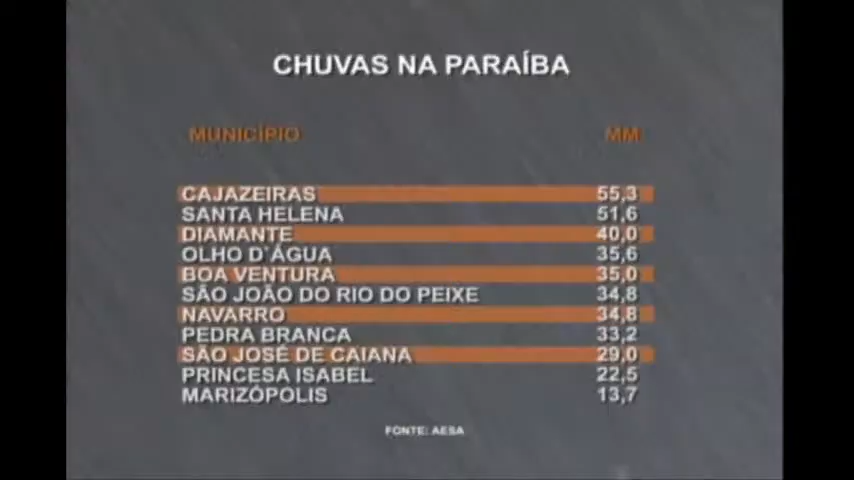 CHUVAS NA PARAÍBA
MUNICÍPIO MM
CAJAZEIRAS 55,3
SANTA HELENA 51,6
DIAMANTE 40,0
OLHO D'ÁGUA 35,6
BOA VENTURA 35,0
SÃO JOÃO DO RIO DO PEIXE 34,8
NAVARRO 34,8
PEDRA BRANCA 33,2
SÃO JOSÉ DE CAIANA 29,0
PRINCESA ISABEL 22,5
MARIZÓPOLIS 13,7
FONTE: AESA